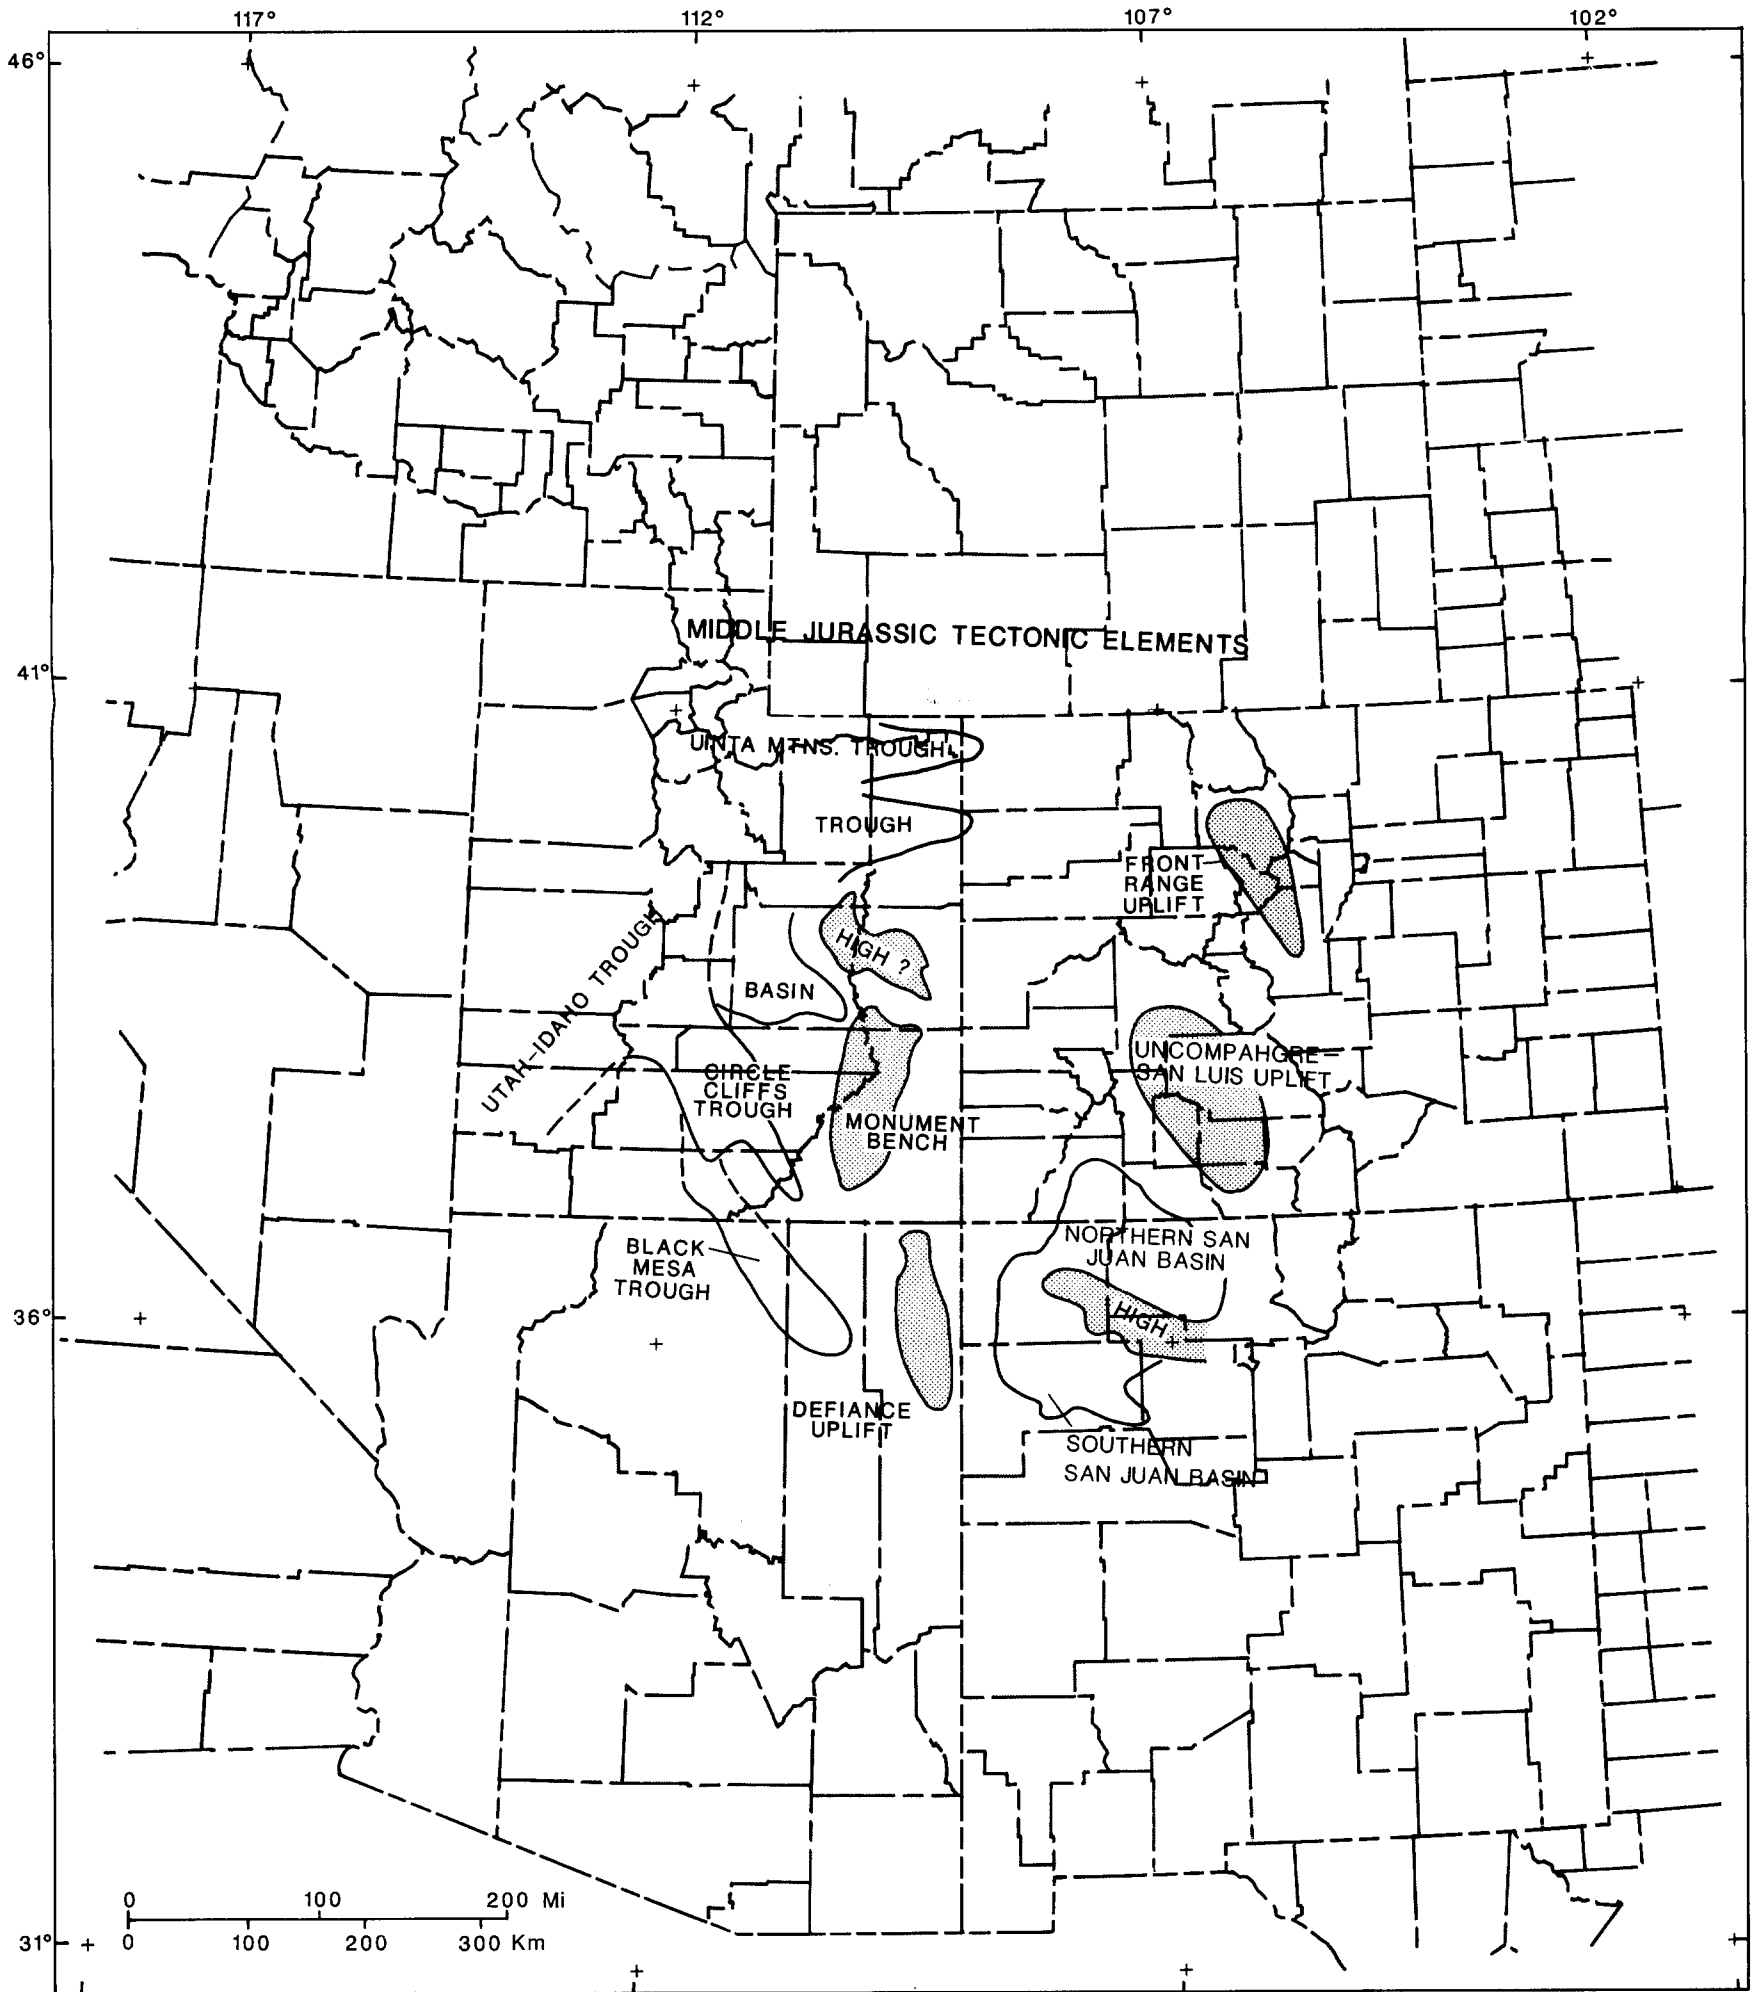 117° 112° 107° 102°
46°
MIDDLE JURASSIC TECTONIC ELEMENTS
41°
UINTA MTNS. TROUGH
TROUGH
FRONT
RANGE
UPLIFT
UTAH-IDAHO TROUGH
HIGH ?
BASIN
UNCOMPAHGRE-
SAN LUIS UPLIFT
CIRCLE
CLIFFS
TROUGH
MONUMENT
BENCH
NORTHERN SAN
JUAN BASIN
BLACK
MESA
TROUGH
36°
HIGH
DEFIANCE
UPLIFT
SOUTHERN
SAN JUAN BASIN
0 100 200 Mi
0 100 200 300 Km
31°